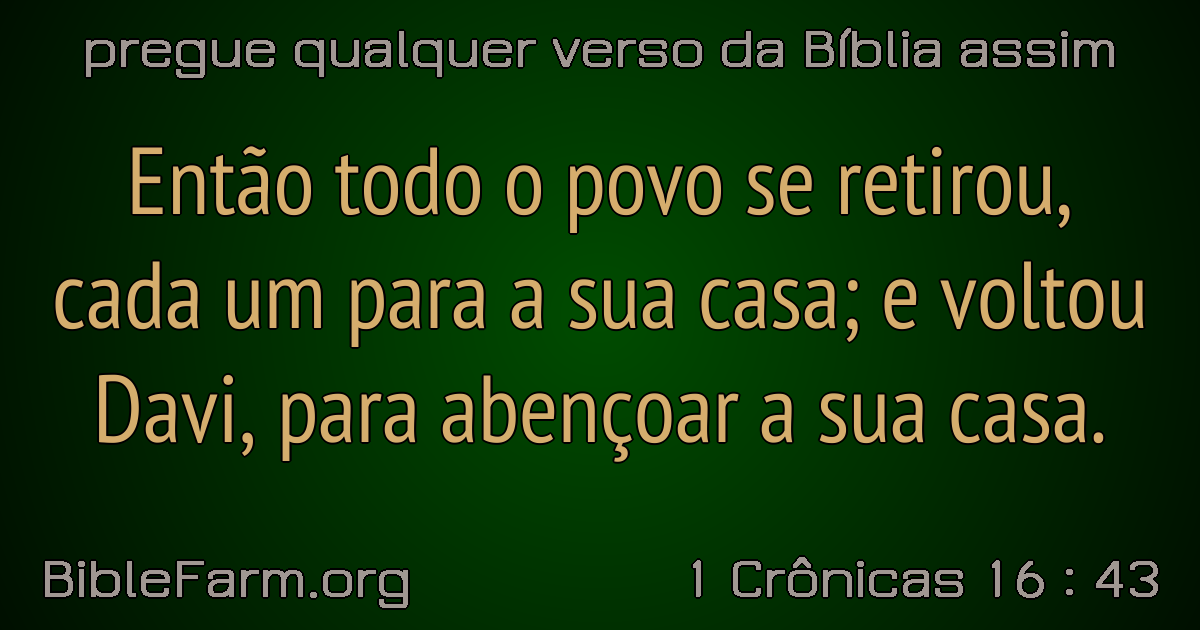 pregue qualquer verso da Bíblia assim
Então todo o povo se retirou,
cada um para a sua casa; e voltou
Davi, para abençoar a sua casa.
BibleFarm.org
1 Crônicas 16 : 43